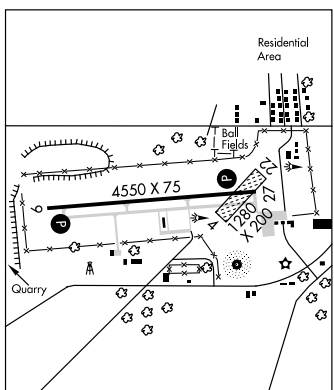 Residential
Area
Ball
Fields
P
4550 X 75
22
27
9
P
4
1280
X 200
Quarry